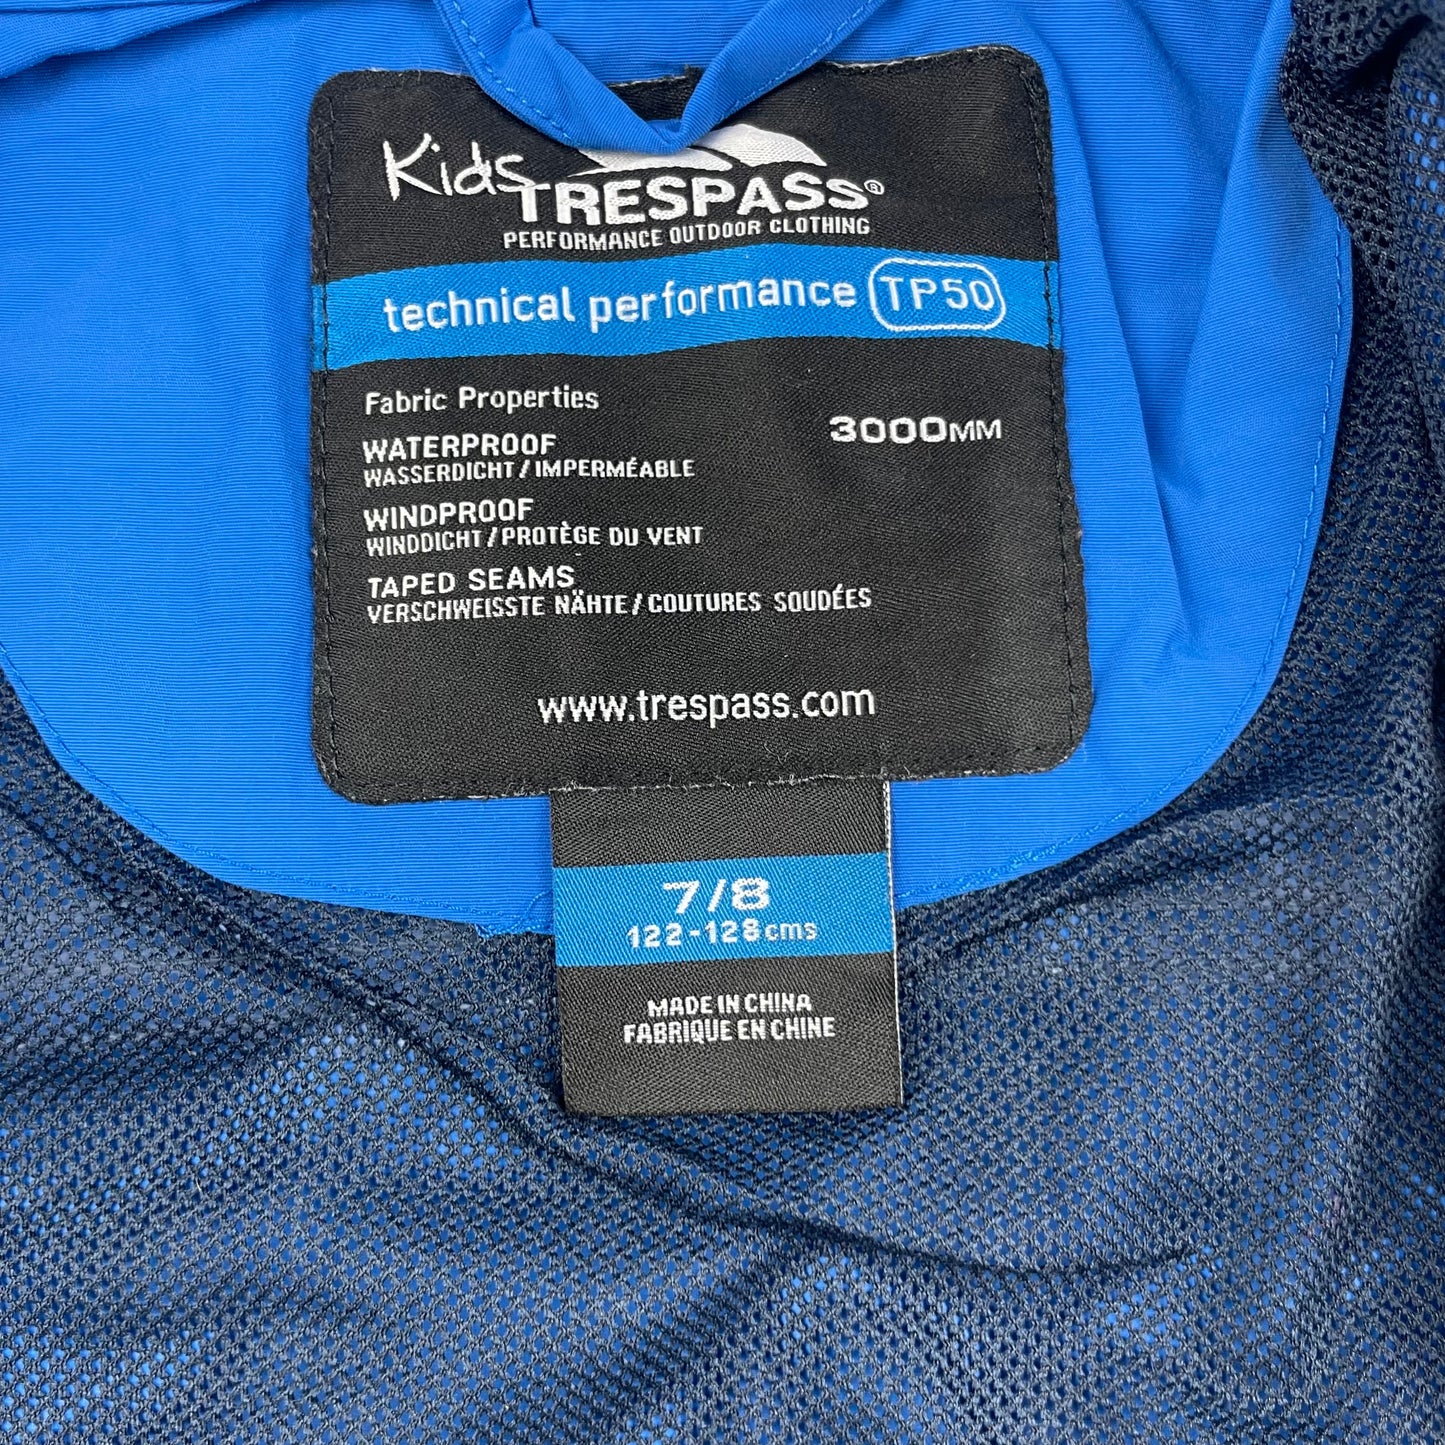 Kids TRESPASS®
PERFORMANCE OUTDOOR CLOTHING
technical performance TP50
Fabric Properties
WATERPROOF 3000MM
WASSERDICHT / IMPERMÉABLE
WINDPROOF
WINDDICHT / PROTÈGE DU VENT
TAPED SEAMS
VERSCHWEISSTE NÄHTE / COUTURES SOUDÉES
www.trespass.com
7/8
122-128cms
MADE IN CHINA
FABRIQUE EN CHINE